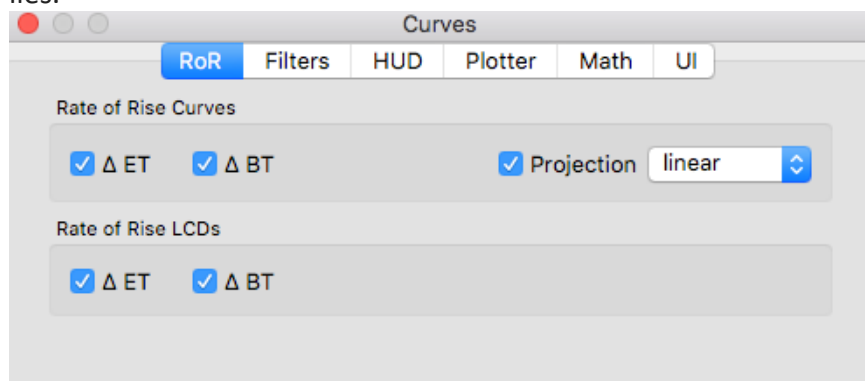 Curves
RoR Filters HUD Plotter Math UI
Rate of Rise Curves
Δ ET Δ BT Projection linear
Rate of Rise LCDs
Δ ET Δ BT